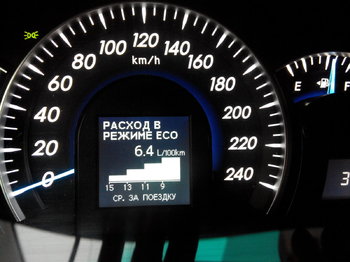 120
100 140
80 160
60 km/h 180
40 200
20 220
0 240
E F
РАСХОД В
РЕЖИМЕ ECO
6.4 L/100km
15 13 11 9
СР. ЗА ПОЕЗДКУ
3